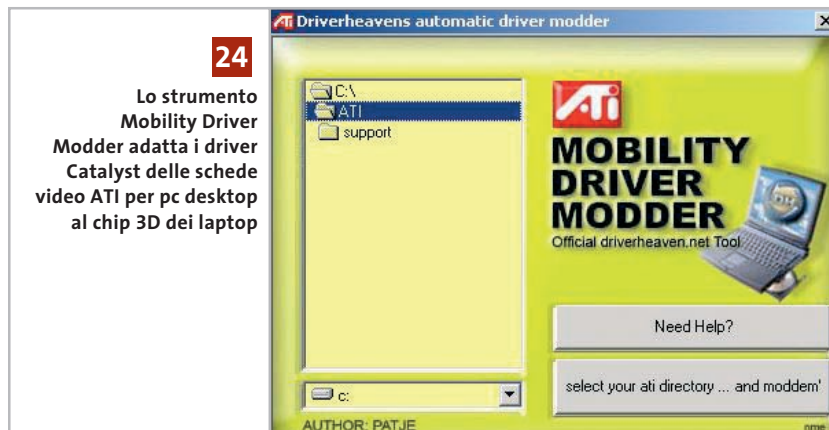 24
Lo strumento
Mobility Driver
Modder adatta i driver
Catalyst delle schede
video ATI per pc desktop
al chip 3D dei laptop
ATI Driverheavens automatic driver modder
C:\
ATI
support
ATI
MOBILITY
DRIVER
MODDER
Official driverheaven.net Tool
Need Help?
select your ati directory ... and moddem'
c:
AUTHOR: PATJE